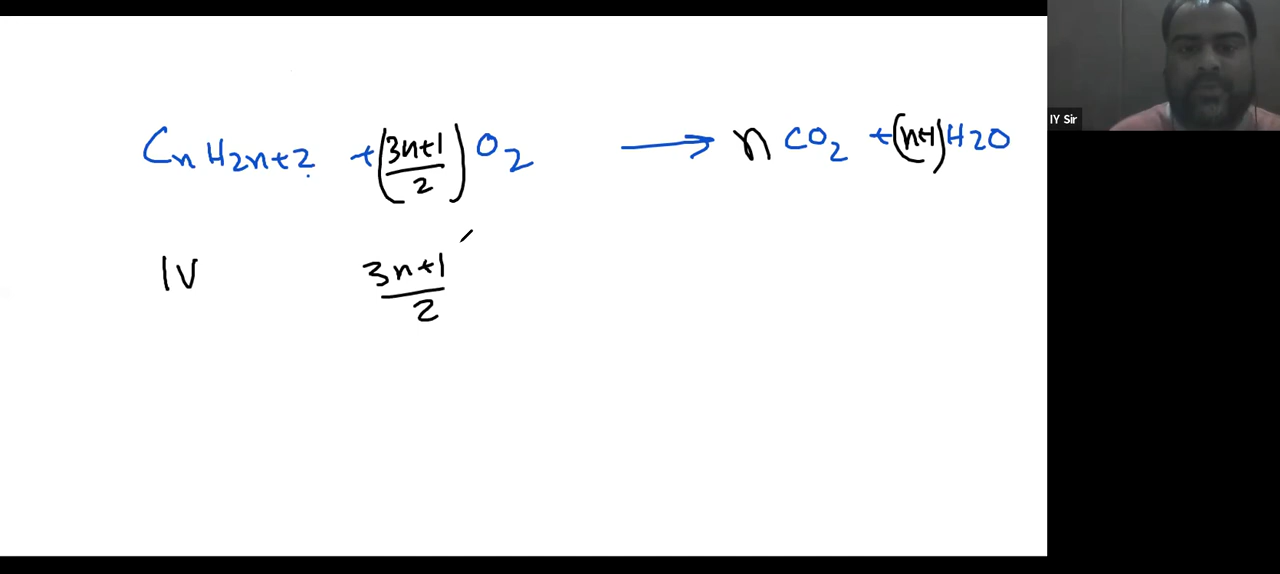 CnH2n+2 + (3n+1/2) O2 → n CO2 + (n+1) H2O
IY Sir
1V 3n+1/2